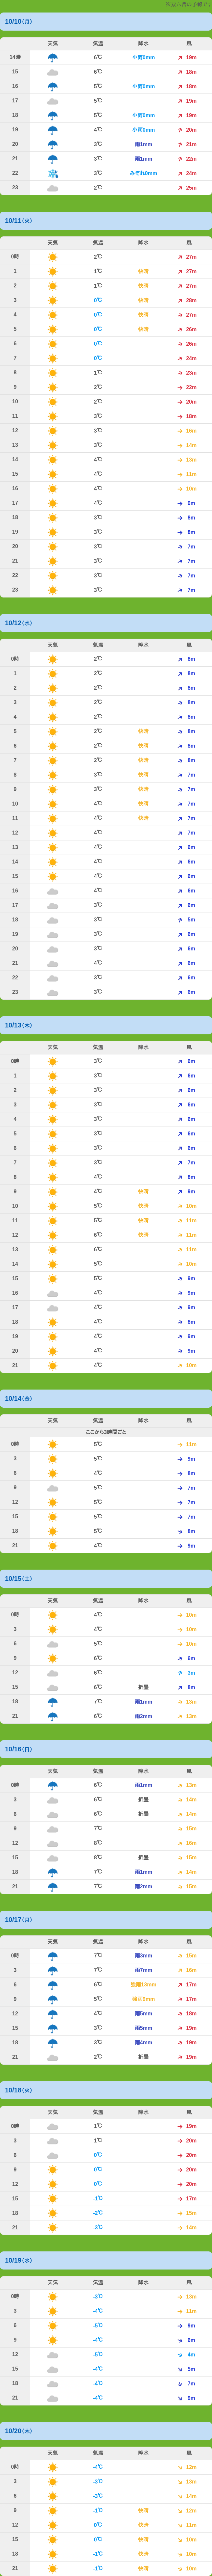 ※地方民の予報です
10/10(月)
天気 気温 降水 風
14時 6℃ 小雨0mm 19m
15 6℃ 18m
16 5℃ 小雨0mm 18m
17 5℃ 19m
18 5℃ 小雨0mm 19m
19 4℃ 小雨0mm 20m
20 3℃ 雨1mm 21m
21 3℃ 雨1mm 22m
22 3℃ みぞれ0mm 24m
23 2℃ 25m
10/11(火)
天気 気温 降水 風
0時 2℃ 27m
1 1℃ 快晴 27m
2 1℃ 快晴 27m
3 0℃ 快晴 28m
4 0℃ 快晴 27m
5 0℃ 快晴 26m
6 0℃ 26m
7 0℃ 24m
8 1℃ 23m
9 2℃ 22m
10 2℃ 20m
11 3℃ 18m
12 3℃ 16m
13 3℃ 14m
14 4℃ 13m
15 4℃ 11m
16 4℃ 10m
17 4℃ 9m
18 3℃ 8m
19 3℃ 8m
20 3℃ 7m
21 3℃ 7m
22 3℃ 7m
23 3℃ 7m
10/12(水)
天気 気温 降水 風
0時 2℃ 8m
1 2℃ 8m
2 2℃ 8m
3 2℃ 8m
4 2℃ 8m
5 2℃ 快晴 8m
6 2℃ 快晴 8m
7 2℃ 快晴 8m
8 3℃ 快晴 7m
9 3℃ 快晴 7m
10 4℃ 快晴 7m
11 4℃ 快晴 7m
12 4℃ 7m
13 4℃ 6m
14 4℃ 6m
15 4℃ 6m
16 4℃ 6m
17 3℃ 6m
18 3℃ 5m
19 3℃ 6m
20 3℃ 6m
21 4℃ 6m
22 3℃ 6m
23 3℃ 6m
10/13(木)
天気 気温 降水 風
0時 3℃ 6m
1 3℃ 6m
2 3℃ 6m
3 3℃ 6m
4 3℃ 6m
5 3℃ 6m
6 3℃ 6m
7 3℃ 7m
8 4℃ 8m
9 4℃ 快晴 9m
10 5℃ 快晴 10m
11 5℃ 快晴 11m
12 6℃ 快晴 11m
13 6℃ 11m
14 5℃ 10m
15 5℃ 9m
16 4℃ 9m
17 4℃ 9m
18 4℃ 8m
19 4℃ 9m
20 4℃ 9m
21 4℃ 10m
10/14(金)
天気 気温 降水 風
ここから3時間ごと
0時 5℃ 11m
3 5℃ 9m
6 4℃ 8m
9 5℃ 7m
12 5℃ 7m
15 5℃ 7m
18 5℃ 8m
21 4℃ 9m
10/15(土)
天気 気温 降水 風
0時 4℃ 10m
3 4℃ 10m
6 5℃ 10m
9 6℃ 6m
12 6℃ 3m
15 6℃ 折曇 8m
18 7℃ 雨1mm 13m
21 6℃ 雨2mm 13m
10/16(日)
天気 気温 降水 風
0時 6℃ 雨1mm 13m
3 6℃ 折曇 14m
6 6℃ 折曇 14m
9 7℃ 15m
12 8℃ 16m
15 8℃ 折曇 15m
18 7℃ 雨1mm 14m
21 7℃ 雨2mm 15m
10/17(月)
天気 気温 降水 風
0時 7℃ 雨3mm 15m
3 7℃ 雨7mm 16m
6 6℃ 強雨13mm 17m
9 5℃ 強雨9mm 17m
12 4℃ 雨5mm 18m
15 3℃ 雨5mm 19m
18 3℃ 雨4mm 19m
21 2℃ 折曇 19m
10/18(火)
天気 気温 降水 風
0時 1℃ 19m
3 1℃ 20m
6 0℃ 20m
9 0℃ 20m
12 0℃ 20m
15 -1℃ 17m
18 -2℃ 15m
21 -3℃ 14m
10/19(水)
天気 気温 降水 風
0時 -3℃ 13m
3 -4℃ 11m
6 -5℃ 9m
9 -4℃ 6m
12 -5℃ 4m
15 -4℃ 5m
18 -4℃ 7m
21 -4℃ 9m
10/20(木)
天気 気温 降水 風
0時 -4℃ 12m
3 -3℃ 13m
6 -3℃ 14m
9 -1℃ 快晴 12m
12 0℃ 快晴 11m
15 0℃ 快晴 10m
18 -1℃ 快晴 10m
21 -1℃ 快晴 10m